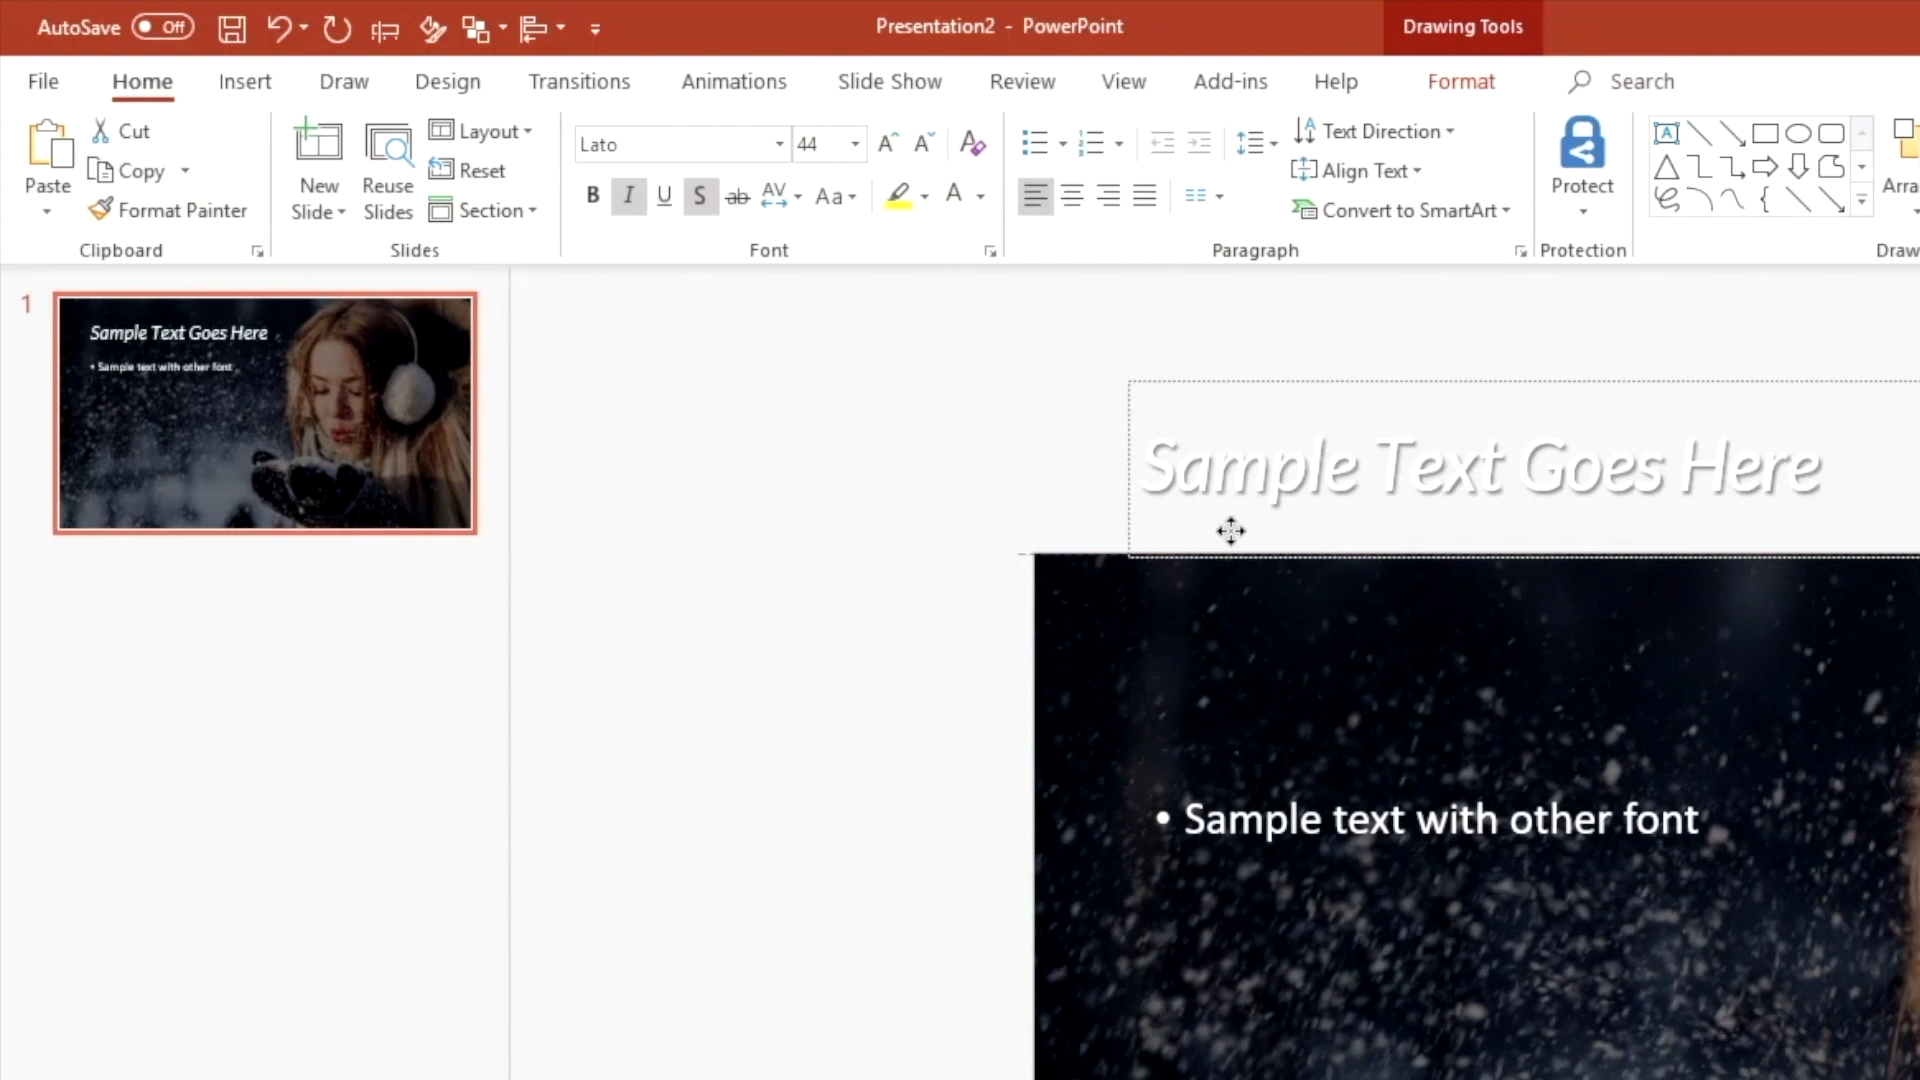 AutoSave Off
Presentation2 - PowerPoint
Drawing Tools
File Home Insert Draw Design Transitions Animations Slide Show Review View Add-ins Help Format Search
Paste
Cut
Copy
Format Painter
Clipboard
New Slide
Reuse Slides
Layout
Reset
Section
Slides
Lato 44
B I U S ab AV Aa A
Font
Text Direction
Align Text
Convert to SmartArt
Paragraph
Protect
Protection
Arra
Draw
1
Sample Text Goes Here
• Sample text with other font
Sample Text Goes Here
• Sample text with other font